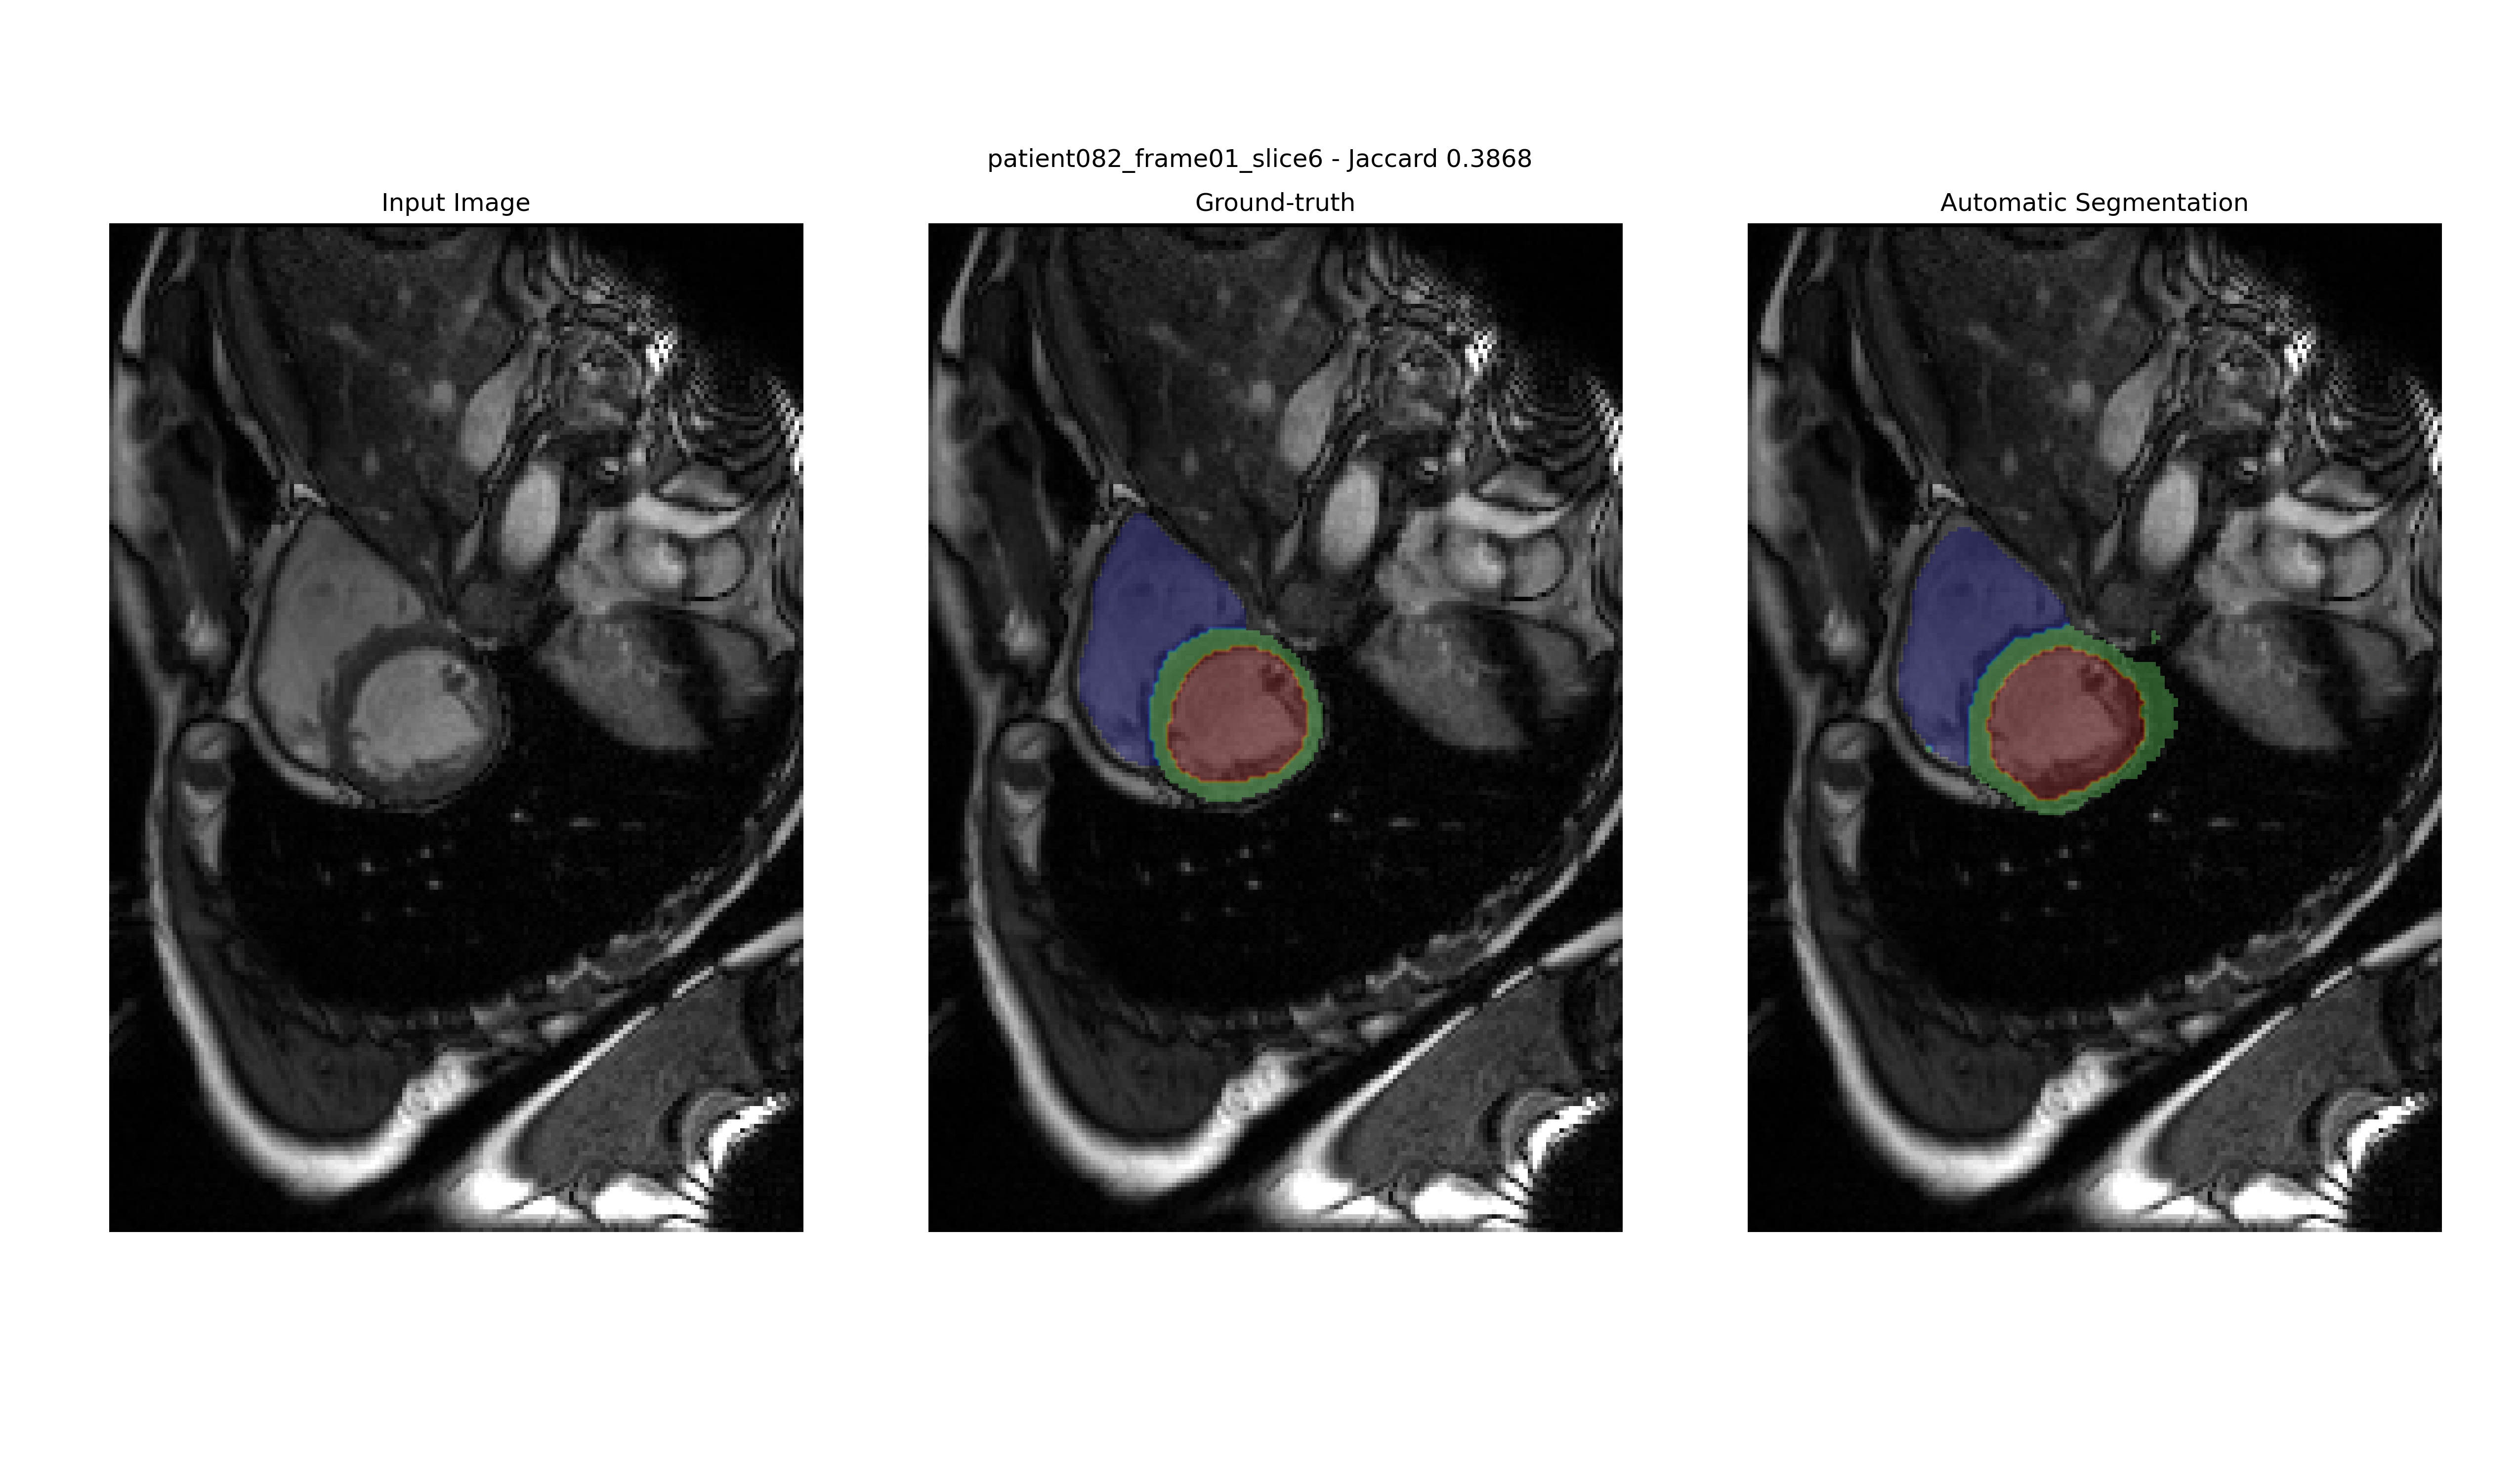 patient082_frame01_slice6 - Jaccard 0.3868
Input Image
Ground-truth
Automatic Segmentation